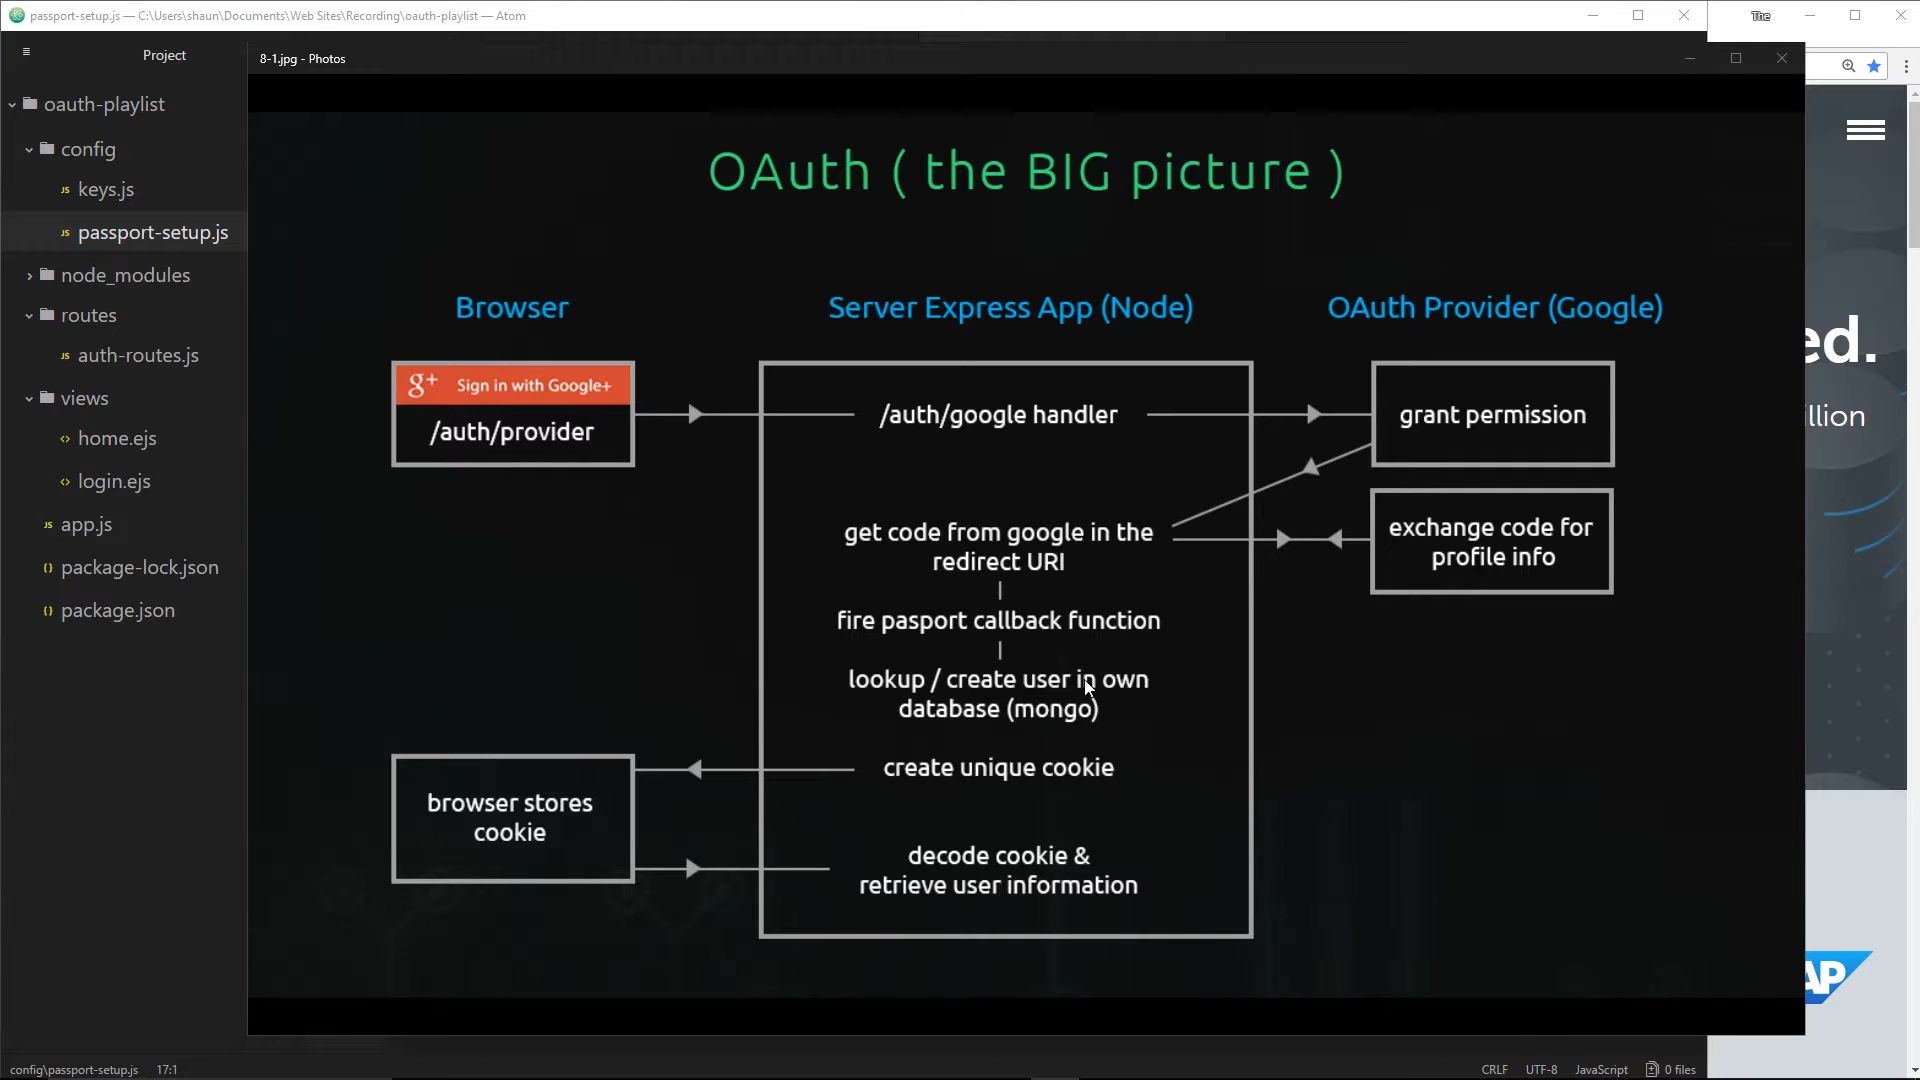 passport-setup.js — C:\Users\shaun\Documents\Web Sites\Recording\oauth-playlist — Atom
The
Project
8-1.jpg - Photos
oauth-playlist
config
keys.js
passport-setup.js
node_modules
routes
auth-routes.js
views
home.ejs
login.ejs
app.js
package-lock.json
package.json
OAuth ( the BIG picture )
Browser
Server Express App (Node)
OAuth Provider (Google)
g+ Sign in with Google+
/auth/provider
/auth/google handler
grant permission
get code from google in the
redirect URI
exchange code for
profile info
fire pasport callback function
lookup / create user in own
database (mongo)
create unique cookie
browser stores
cookie
decode cookie &
retrieve user information
ed.
llion
AP
config\passport-setup.js 17:1
CRLF UTF-8 JavaScript 0 files